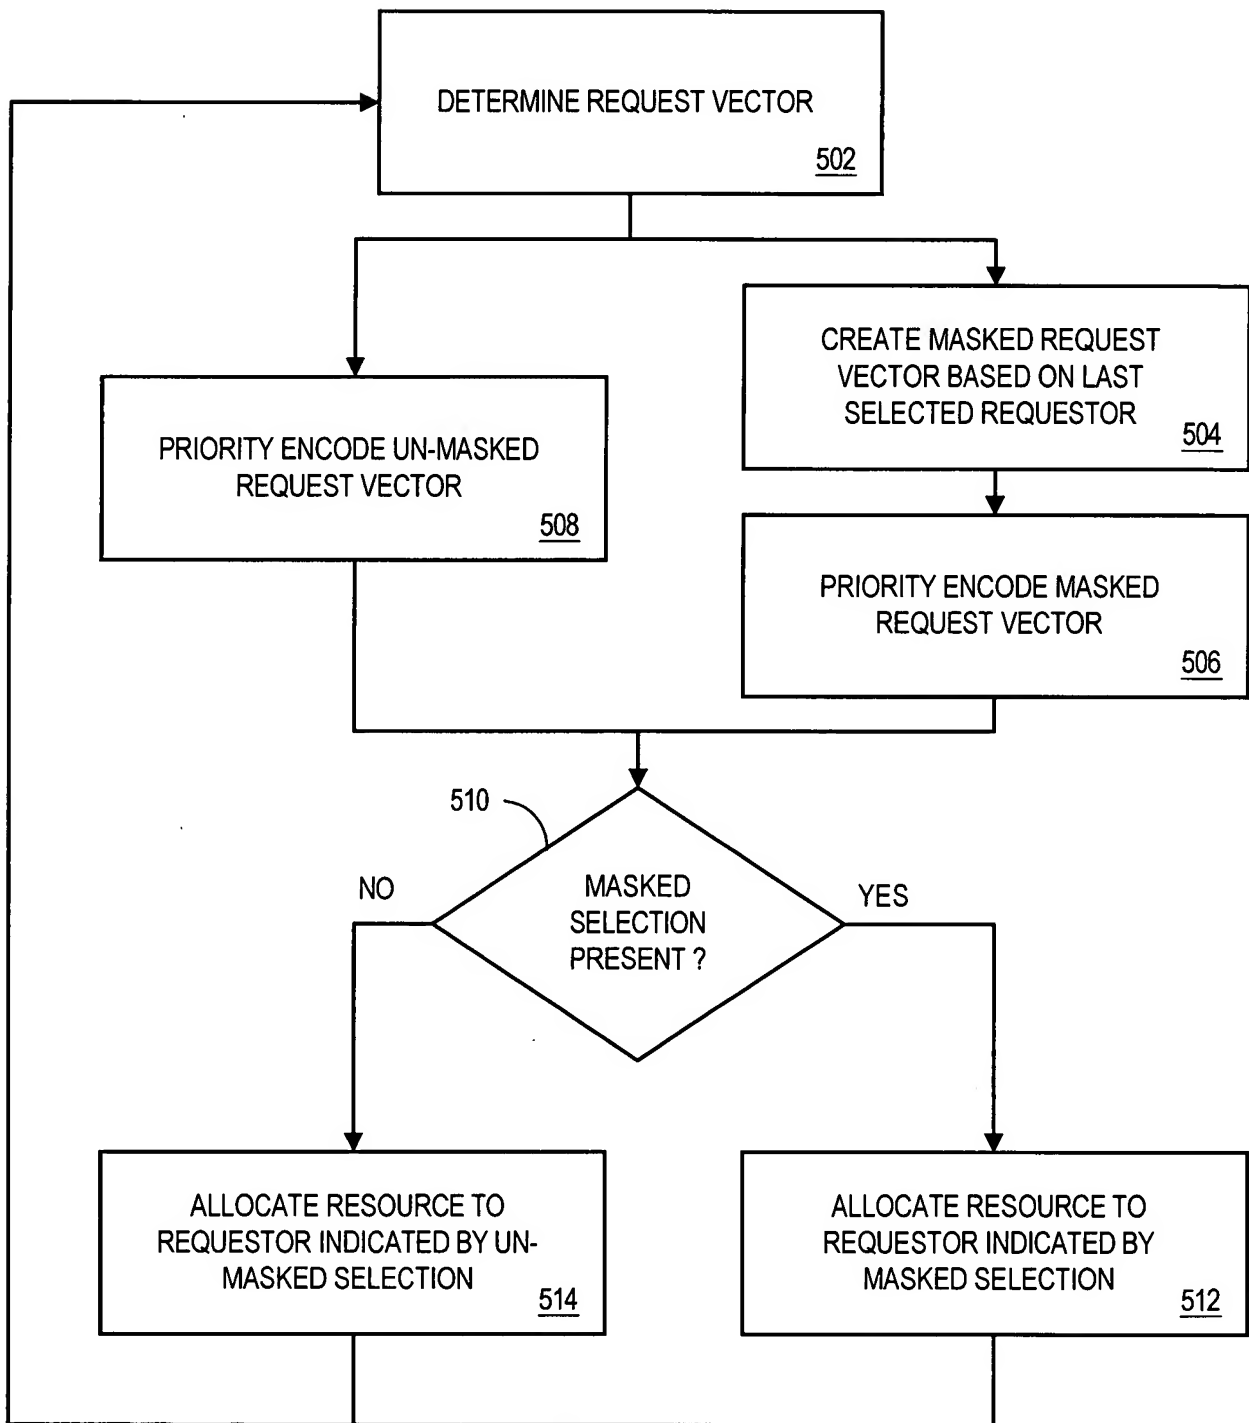 DETERMINE REQUEST VECTOR
502
CREATE MASKED REQUEST
VECTOR BASED ON LAST
SELECTED REQUESTOR
504
PRIORITY ENCODE UN-MASKED
REQUEST VECTOR
508
PRIORITY ENCODE MASKED
REQUEST VECTOR
506
510
NO
MASKED
SELECTION
PRESENT ?
YES
ALLOCATE RESOURCE TO
REQUESTOR INDICATED BY UN-
MASKED SELECTION
514
ALLOCATE RESOURCE TO
REQUESTOR INDICATED BY
MASKED SELECTION
512